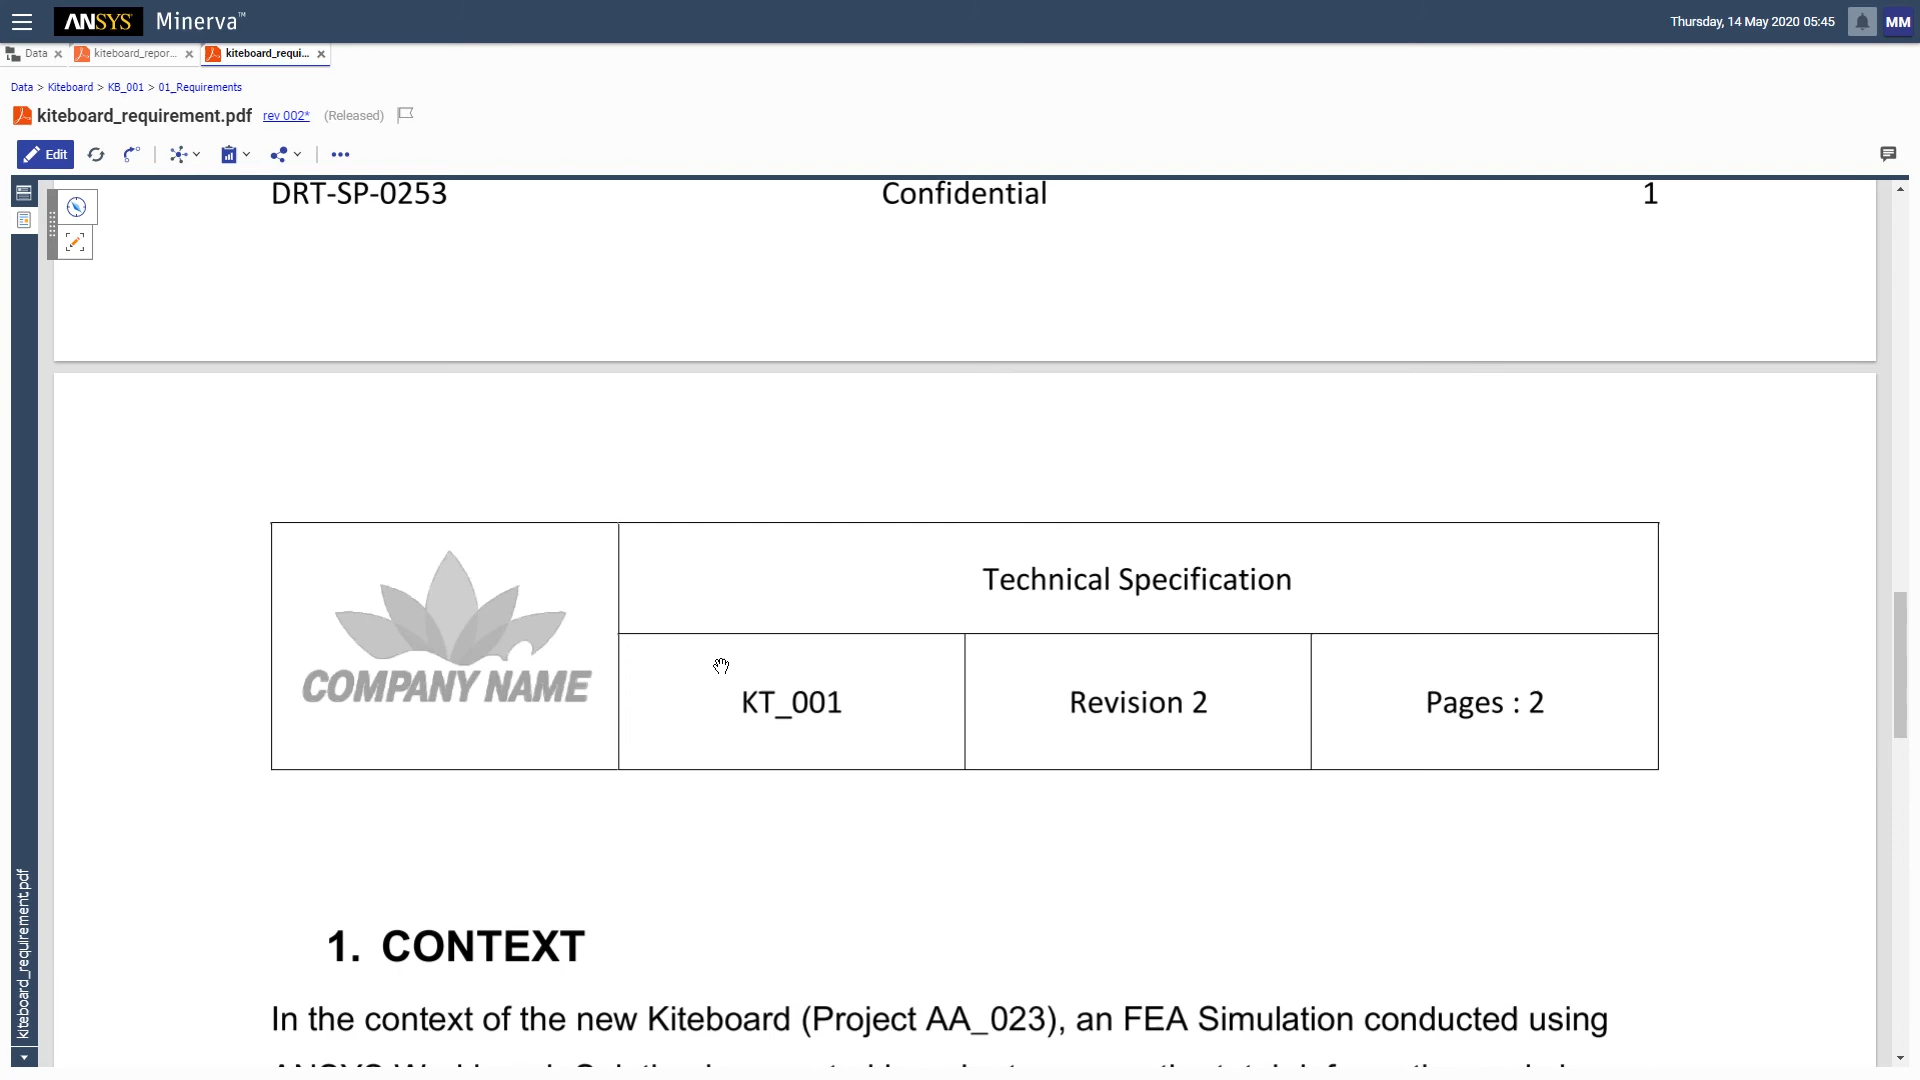 ANSYS Minerva™ Thursday, 14 May 2020 05:45 MM
Data kiteboard_repor... kiteboard_requi...
Data > Kiteboard > KB_001 > 01_Requirements
kiteboard_requirement.pdf rev 002* (Released)
Edit
DRT-SP-0253 Confidential 1
Technical Specification
COMPANY NAME
KT_001 Revision 2 Pages : 2
kiteboard_requirement.pdf
1. CONTEXT
In the context of the new Kiteboard (Project AA_023), an FEA Simulation conducted using